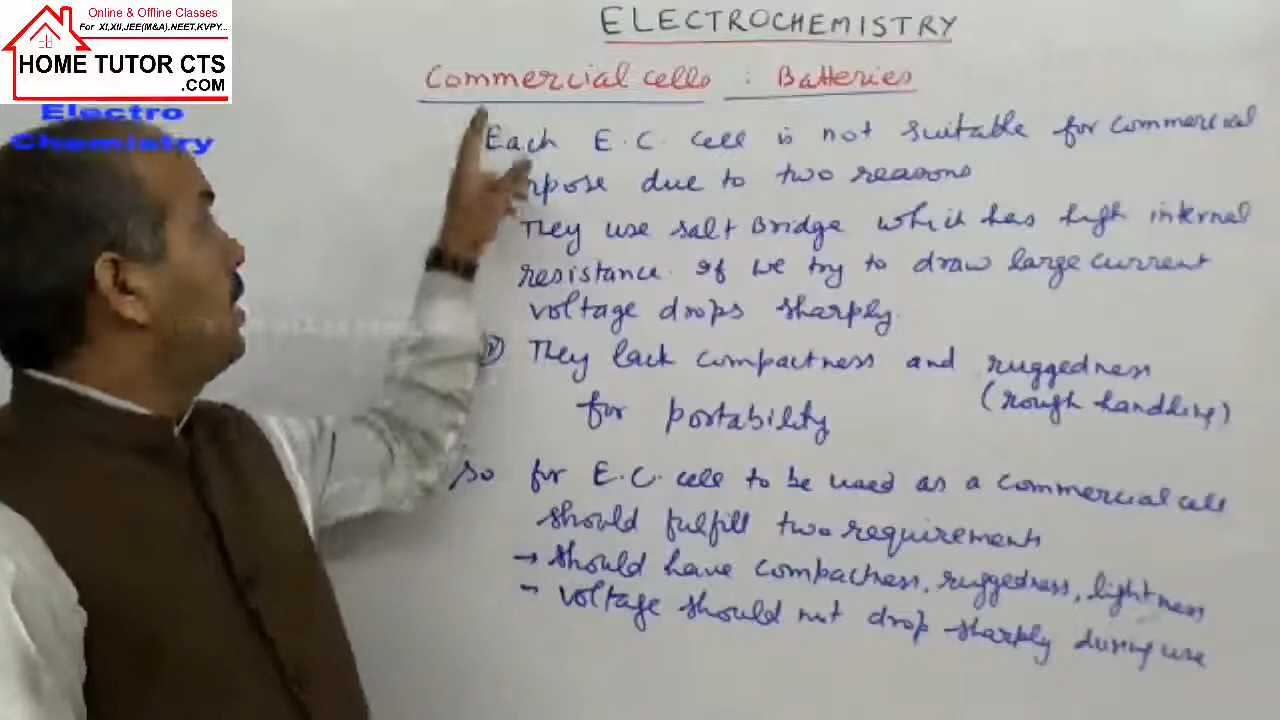 Online & Offline Classes
For XI,XII,JEE(M&A),NEET,KVPY...
HOME TUTOR CTS
.COM
Electro
Chemistry
ELECTROCHEMISTRY
Commercial cells : Batteries
Each E.C. cell is not suitable for commercial
rpose due to two reasons
They use salt Bridge which has high internal
resistance. If we try to draw large current
voltage drops sharply.
They lack compactness and ruggedness
(rough handling)
for portability
so for E.C. cell to be used as a commercial cell
should fulfill two requirements
→ should have compactness, ruggedness, lightness
- voltage should not drop sharply during use